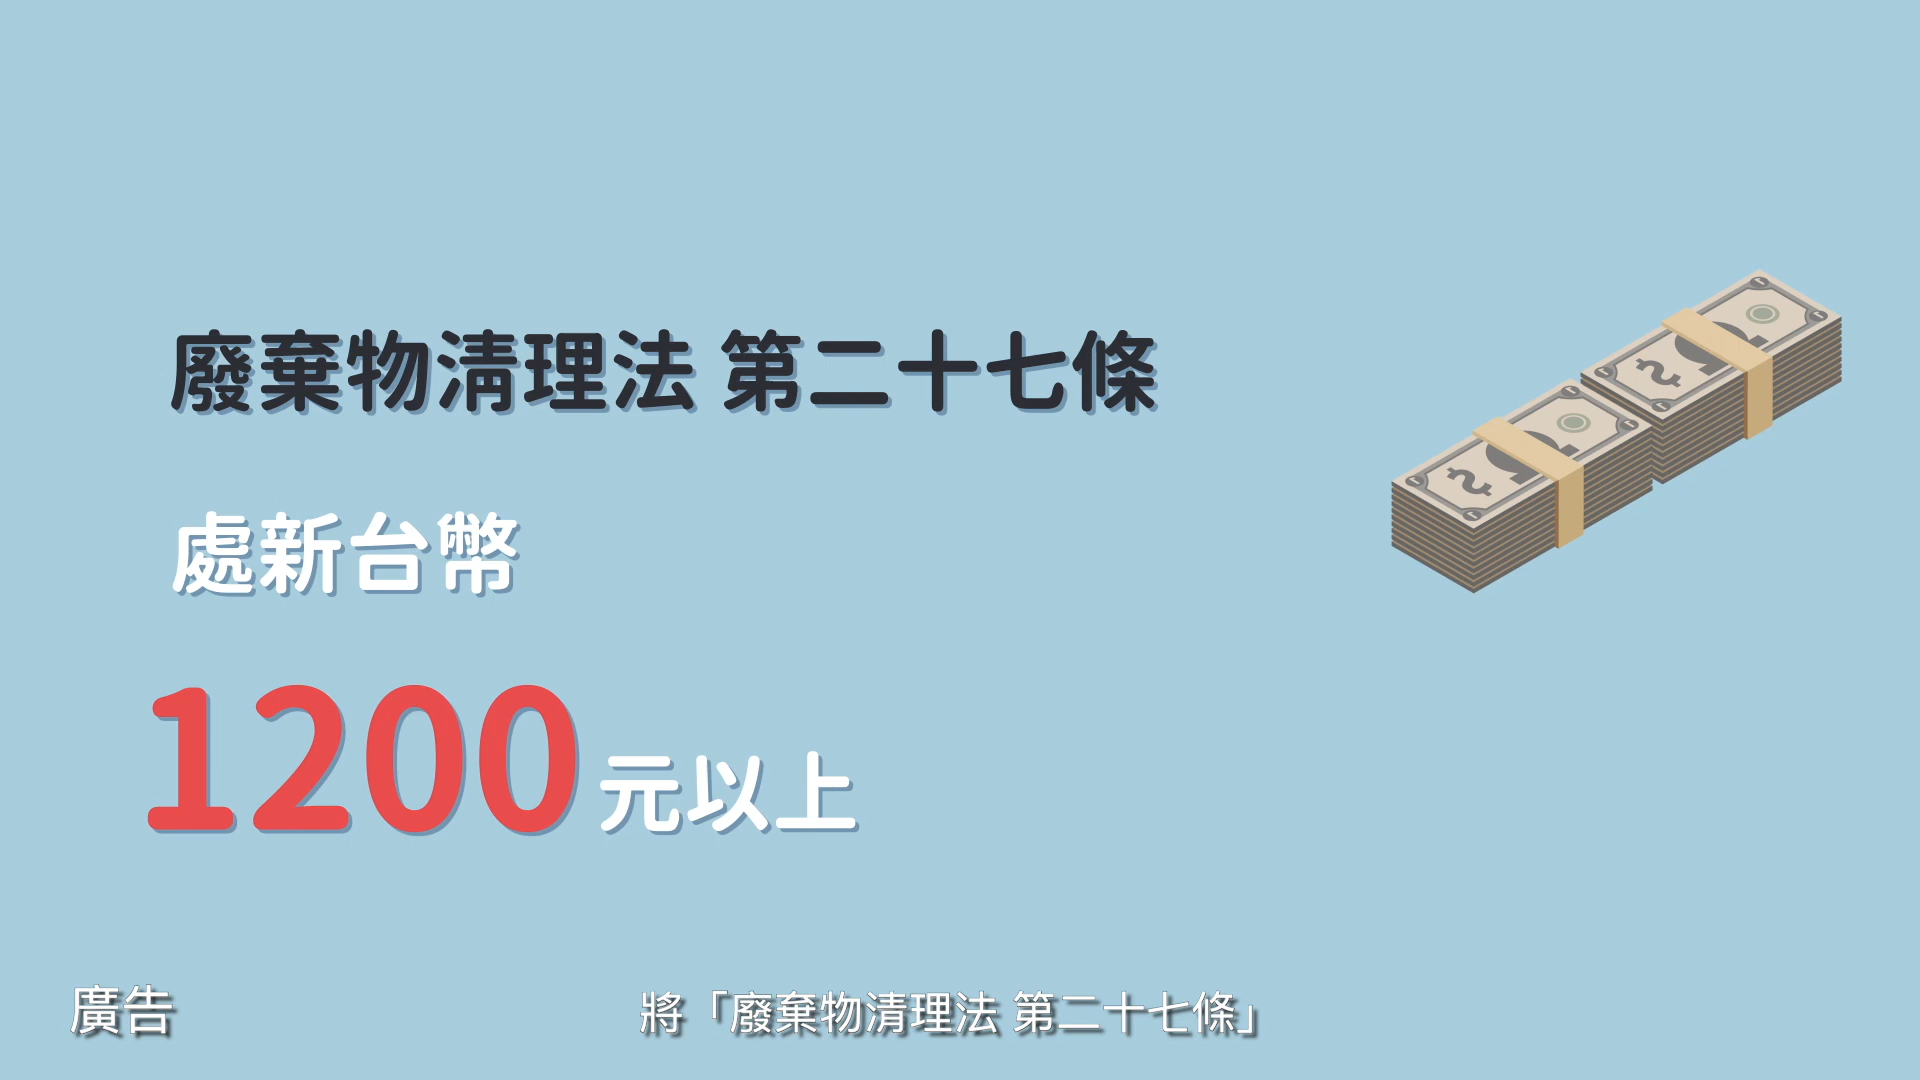 廢棄物清理法 第二十七條
處新台幣
1200元以上
廣告
將「廢棄物清理法 第二十七條」